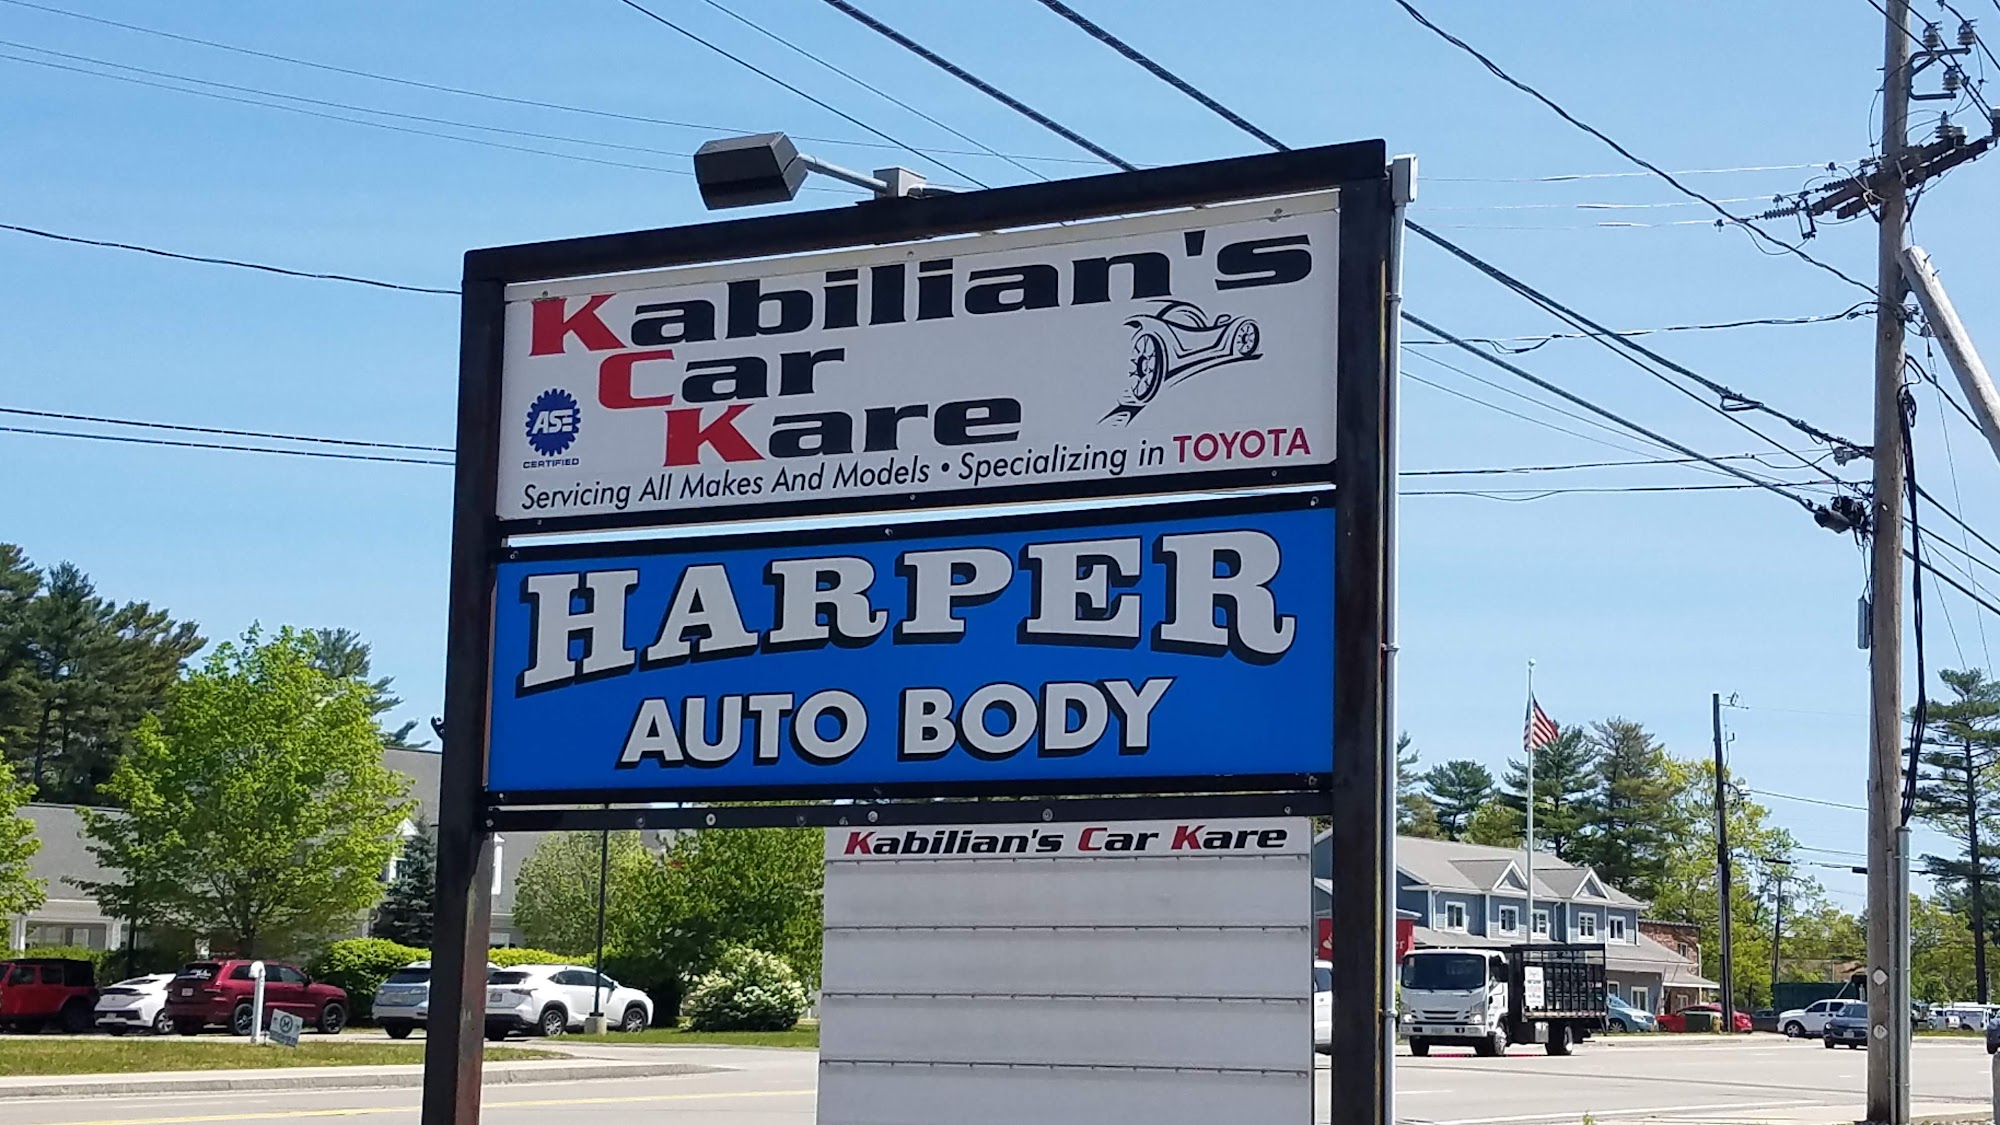 Kabilian's
Car
Kare
ASE
CERTIFIED
Servicing All Makes And Models • Specializing in TOYOTA
HARPER
AUTO BODY
Kabilian's Car Kare